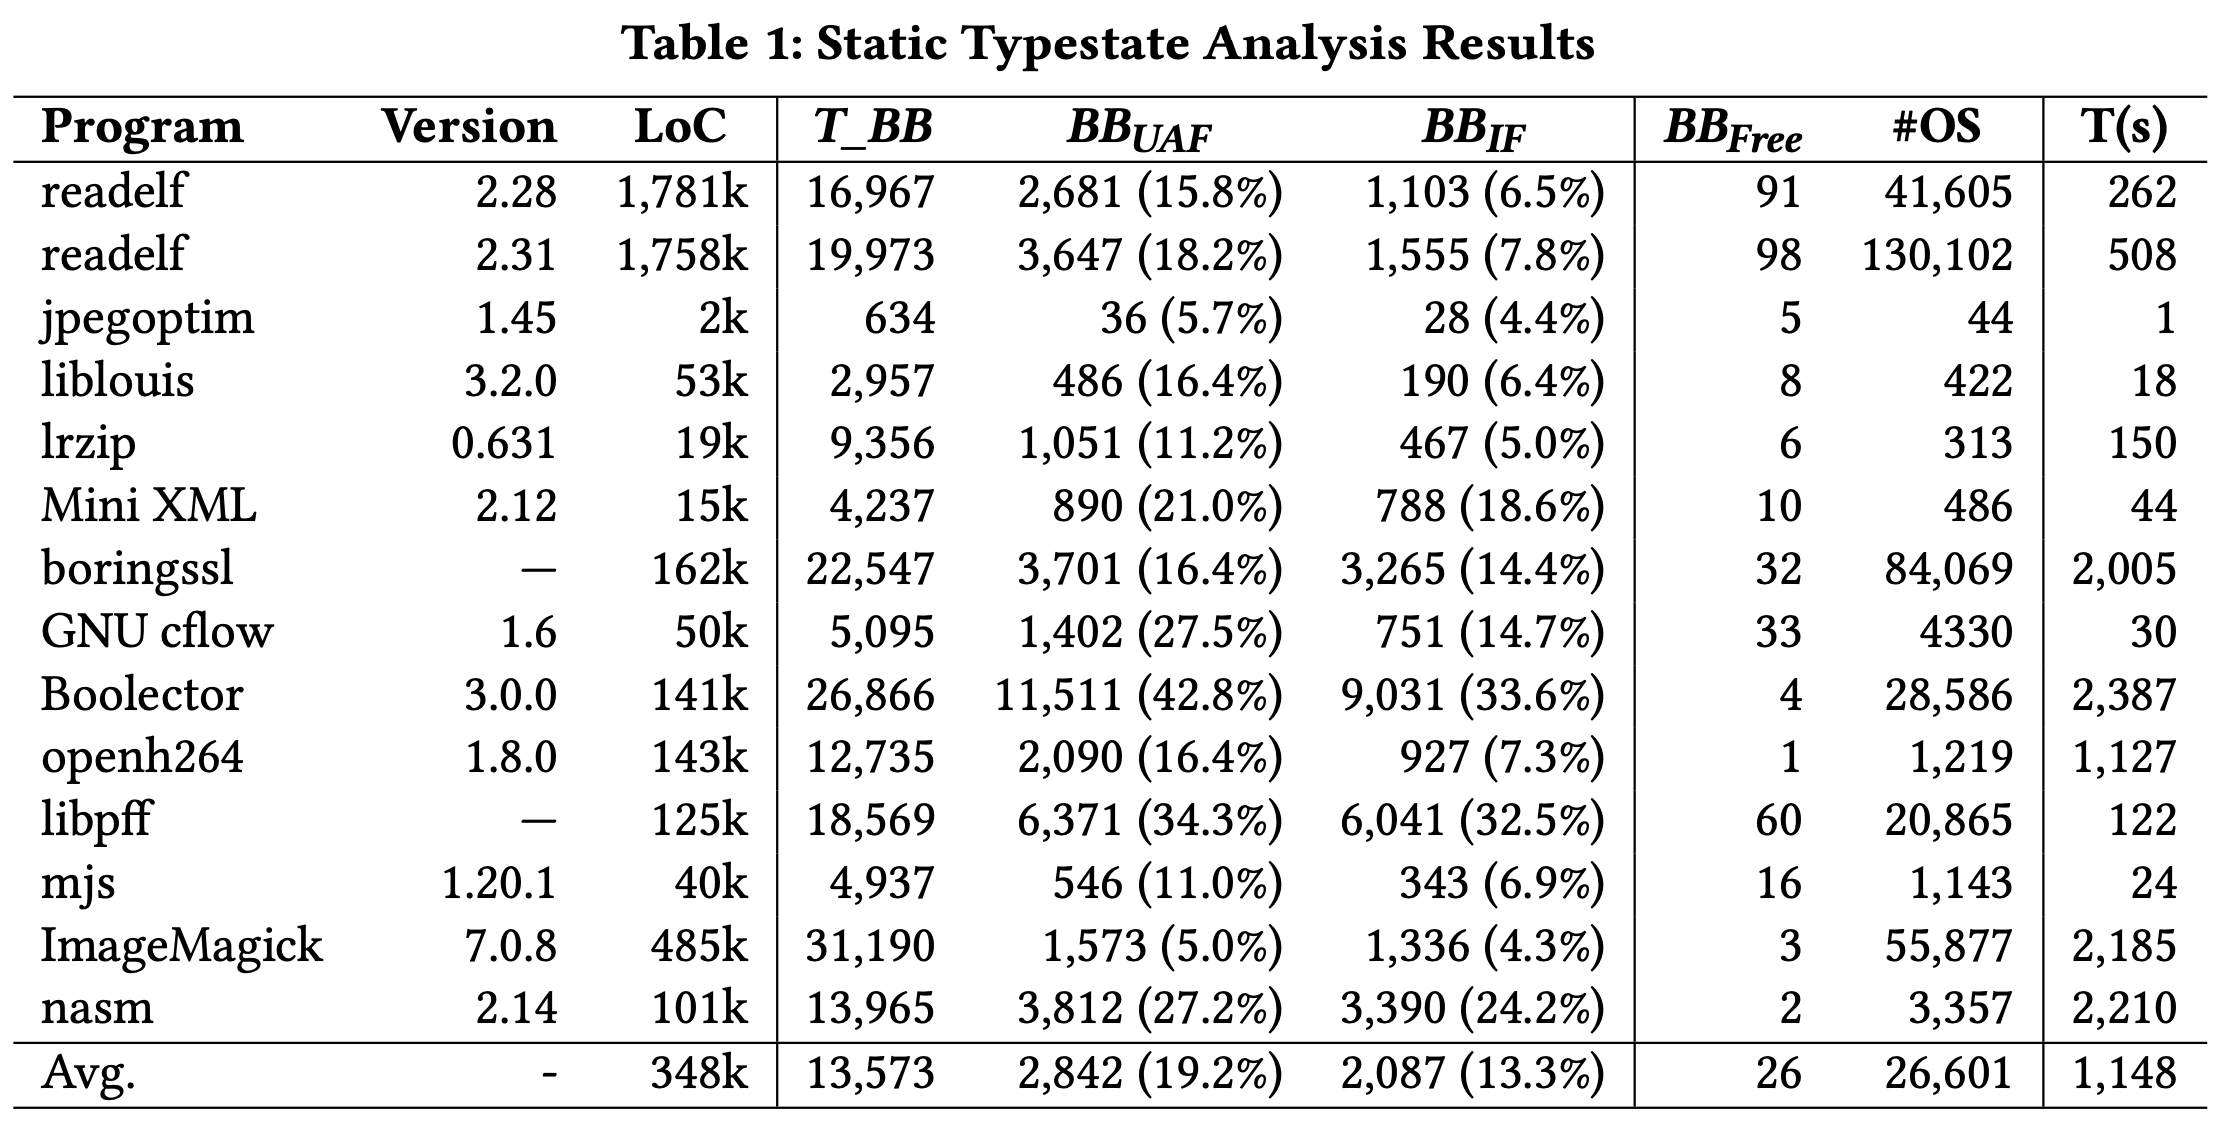 Table 1: Static Typestate Analysis Results
Program Version LoC T_BB BB_UAF BB_IF BB_Free #OS T(s)
readelf 2.28 1,781k 16,967 2,681 (15.8%) 1,103 (6.5%) 91 41,605 262
readelf 2.31 1,758k 19,973 3,647 (18.2%) 1,555 (7.8%) 98 130,102 508
jpegoptim 1.45 2k 634 36 (5.7%) 28 (4.4%) 5 44 1
liblouis 3.2.0 53k 2,957 486 (16.4%) 190 (6.4%) 8 422 18
lrzip 0.631 19k 9,356 1,051 (11.2%) 467 (5.0%) 6 313 150
Mini XML 2.12 15k 4,237 890 (21.0%) 788 (18.6%) 10 486 44
boringssl — 162k 22,547 3,701 (16.4%) 3,265 (14.4%) 32 84,069 2,005
GNU cflow 1.6 50k 5,095 1,402 (27.5%) 751 (14.7%) 33 4330 30
Boolector 3.0.0 141k 26,866 11,511 (42.8%) 9,031 (33.6%) 4 28,586 2,387
openh264 1.8.0 143k 12,735 2,090 (16.4%) 927 (7.3%) 1 1,219 1,127
libpff — 125k 18,569 6,371 (34.3%) 6,041 (32.5%) 60 20,865 122
mjs 1.20.1 40k 4,937 546 (11.0%) 343 (6.9%) 16 1,143 24
ImageMagick 7.0.8 485k 31,190 1,573 (5.0%) 1,336 (4.3%) 3 55,877 2,185
nasm 2.14 101k 13,965 3,812 (27.2%) 3,390 (24.2%) 2 3,357 2,210
Avg. - 348k 13,573 2,842 (19.2%) 2,087 (13.3%) 26 26,601 1,148